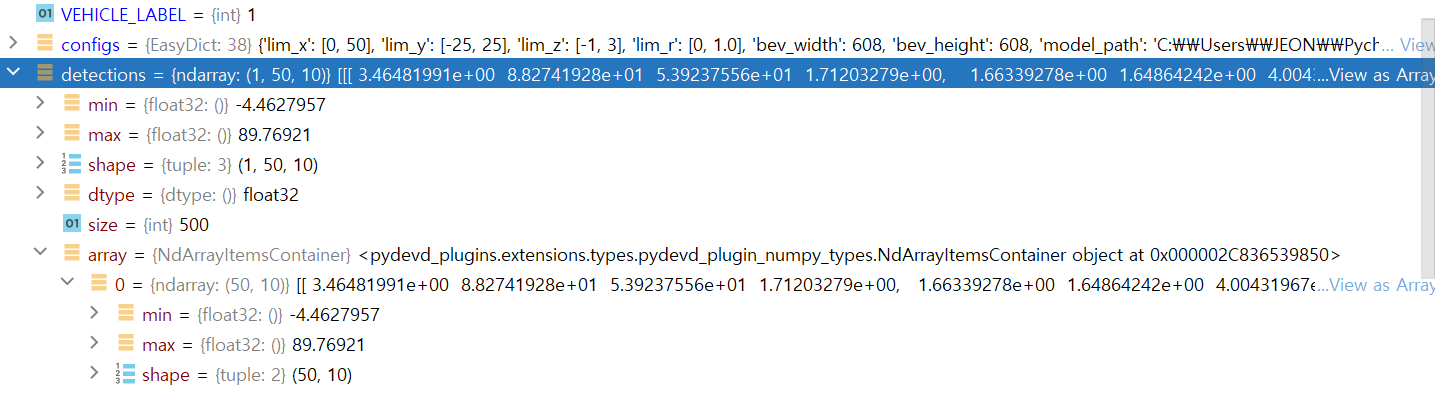 01 VEHICLE_LABEL = {int} 1
configs = {EasyDict: 38} {'lim_x': [0, 50], 'lim_y': [-25, 25], 'lim_z': [-1, 3], 'lim_r': [0, 1.0], 'bev_width': 608, 'bev_height': 608, 'model_path': 'C:₩₩Users₩₩JEON₩₩Pych... View
detections = {ndarray: (1, 50, 10)} [[[ 3.46481991e+00 8.82741928e+01 5.39237556e+01 1.71203279e+00, 1.66339278e+00 1.64864242e+00 4.0043...View as Array
min = {float32: ()} -4.4627957
max = {float32: ()} 89.76921
123 shape = {tuple: 3} (1, 50, 10)
dtype = {dtype: ()} float32
01 size = {int} 500
array = {NdArrayItemsContainer} <pydevd_plugins.extensions.types.pydevd_plugin_numpy_types.NdArrayItemsContainer object at 0x000002C836539850>
0 = {ndarray: (50, 10)} [[ 3.46481991e+00 8.82741928e+01 5.39237556e+01 1.71203279e+00, 1.66339278e+00 1.64864242e+00 4.00431967e...View as Array
min = {float32: ()} -4.4627957
max = {float32: ()} 89.76921
123 shape = {tuple: 2} (50, 10)